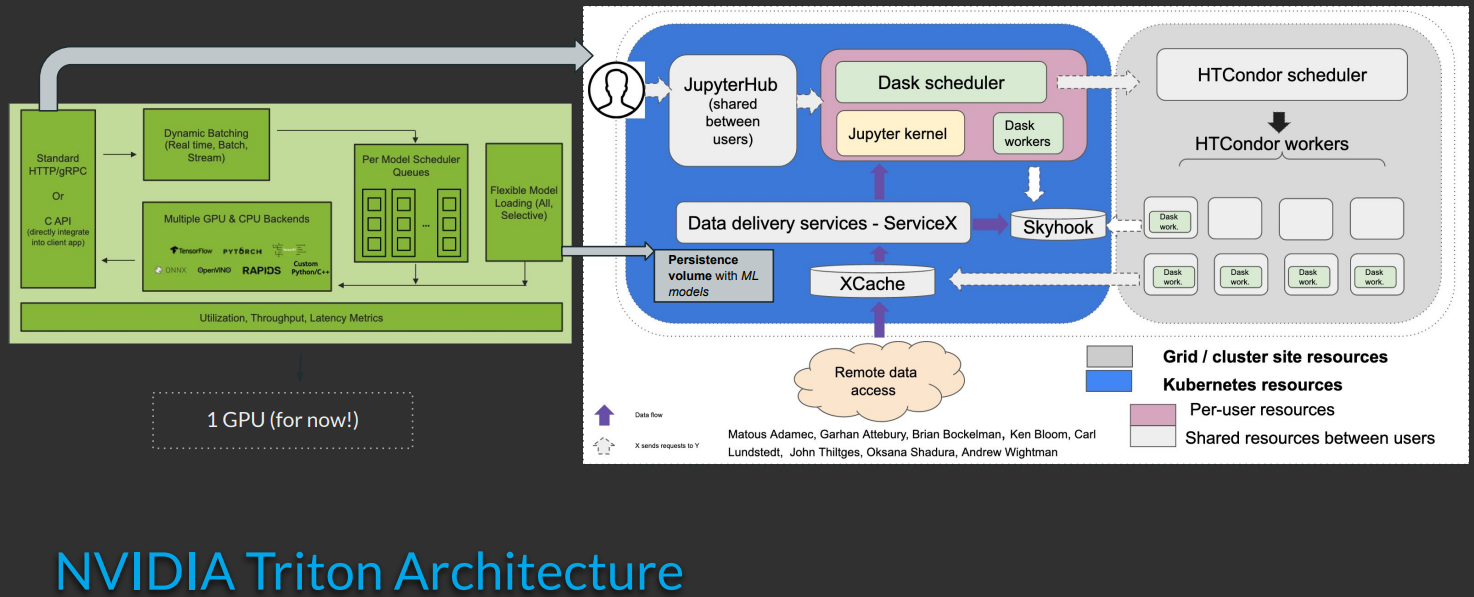 Standard
HTTP/gRPC
Or
C API
(directly integrate
into client app)
Dynamic Batching
(Real time, Batch,
Stream)
Per Model Scheduler
Queues
...
Flexible Model
Loading (All,
Selective)
Multiple GPU & CPU Backends
TensorFlow
PYTORCH
ONNX
OpenVINO
RAPIDS
Custom
Python/C++
Utilization, Throughput, Latency Metrics
1 GPU (for now!)
JupyterHub
(shared
between
users)
Dask scheduler
Jupyter kernel
Dask
workers
HTCondor scheduler
HTCondor workers
Data delivery services - ServiceX
Skyhook
Persistence
volume with ML
models
XCache
Dask
work.
Dask
work.
Dask
work.
Dask
work.
Dask
work.
Remote data
access
Grid / cluster site resources
Kubernetes resources
Per-user resources
Shared resources between users
Data flow
X sends requests to Y
Matous Adamec, Garhan Attebury, Brian Bockelman, Ken Bloom, Carl
Lundstedt, John Thiltges, Oksana Shadura, Andrew Wightman
NVIDIA Triton Architecture